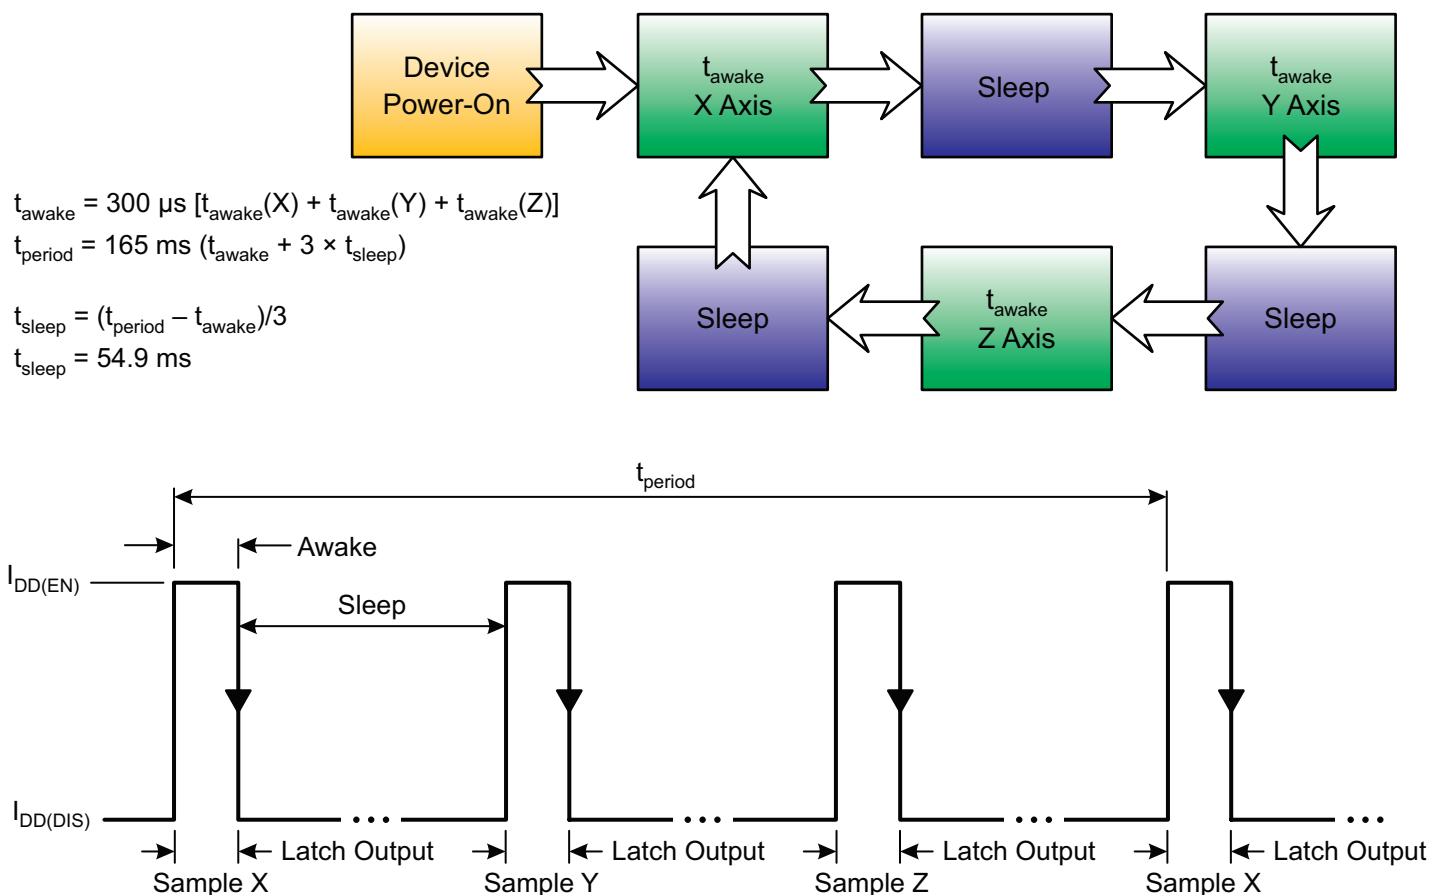 Device
Power-On
t_awake
X Axis
Sleep
t_awake
Y Axis
t_awake = 300 µs [t_awake(X) + t_awake(Y) + t_awake(Z)]
t_period = 165 ms (t_awake + 3 × t_sleep)
t_sleep = (t_period – t_awake)/3
t_sleep = 54.9 ms
Sleep
t_awake
Z Axis
Sleep
t_period
Awake
I_DD(EN)
Sleep
I_DD(DIS)
Latch Output
Latch Output
Latch Output
Latch Output
Sample X
Sample Y
Sample Z
Sample X